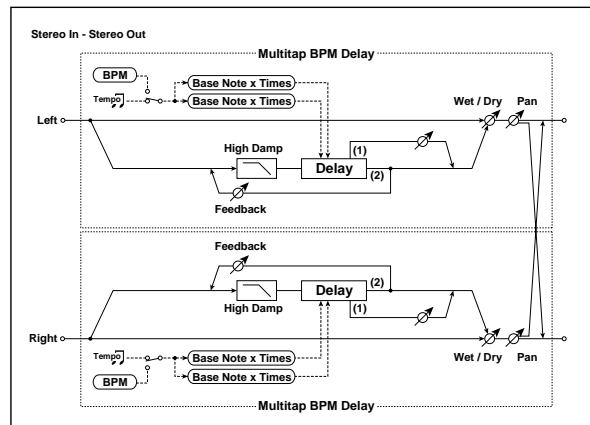 Stereo In - Stereo Out
Multitap BPM Delay
BPM
Base Note x Times
Tempo
Base Note x Times
Wet / Dry
Pan
Left
High Damp
(1)
Delay
(2)
Feedback
Feedback
(2)
Delay
High Damp
(1)
Right
Tempo
Base Note x Times
Wet / Dry
Pan
BPM
Base Note x Times
Multitap BPM Delay